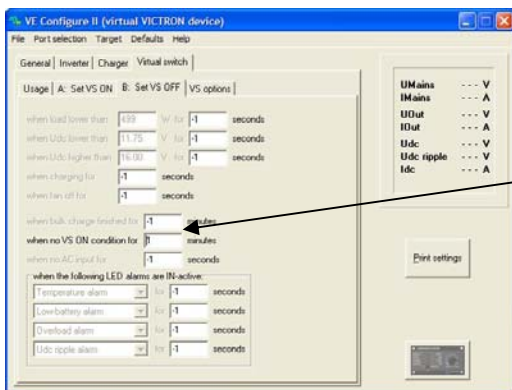 VE Configure II (virtual VICTRON device)
File Port selection Target Defaults Help
General Inverter Charger Virtual switch
Usage A: Set VS ON B: Set VS OFF VS options
when load lower than 499 W for -1 seconds
when Udc lower than 11.75 V for -1 seconds
when Udc higher than 16.00 V for -1 seconds
when charging for -1 seconds
when fan off for -1 seconds
when bulk charge finished for -1 minutes
when no VS ON condition for 1 minutes
when no AC input for -1 seconds
when the following LED alarms are IN-active:
Temperature alarm for -1 seconds
Low-battery alarm for -1 seconds
Overload alarm for -1 seconds
Udc ripple alarm for -1 seconds
UMains --- V
IMains --- A
UOut --- V
IOut --- A
Udc --- V
Udc ripple --- V
Idc --- A
Print settings